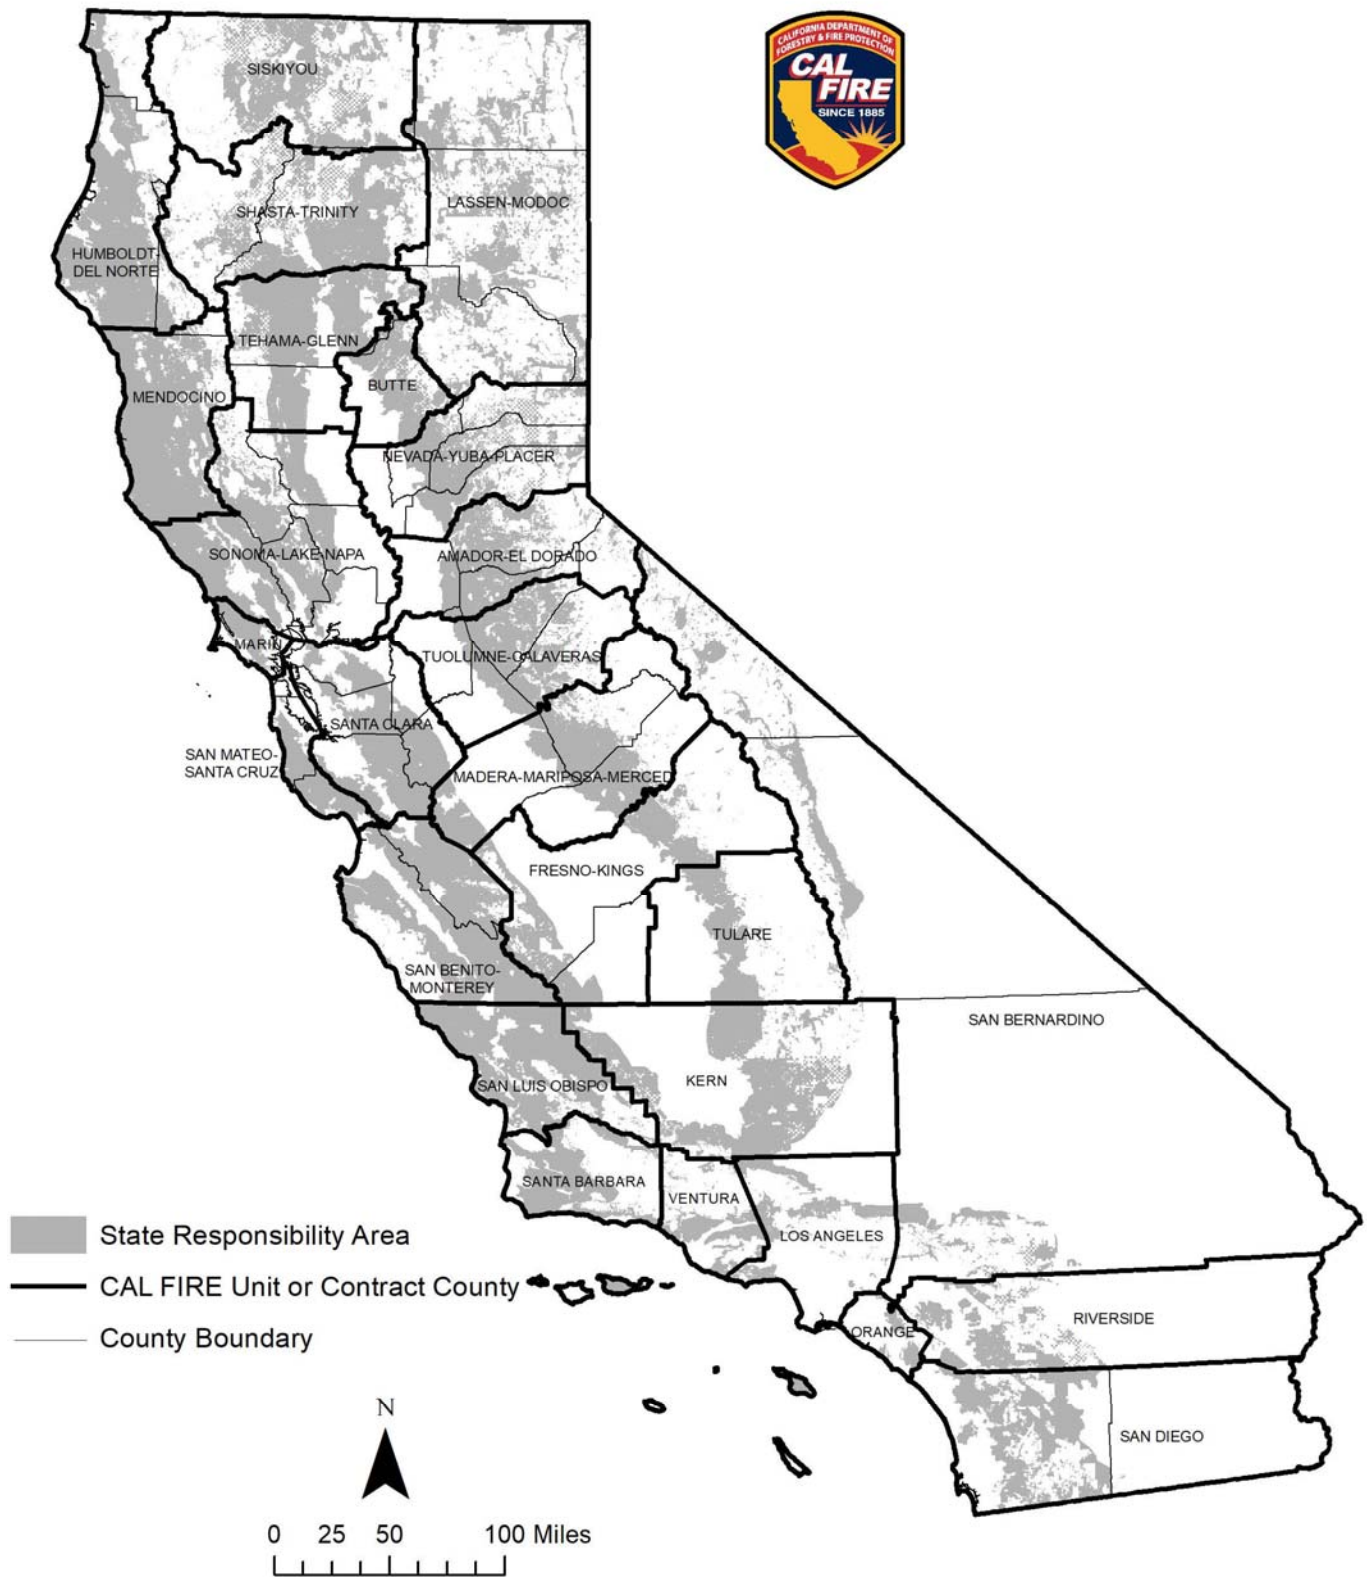 CALIFORNIA DEPARTMENT OF
FORESTRY & FIRE PROTECTION
CAL
FIRE
SINCE 1885
SISKIYOU
SHASTA-TRINITY
LASSEN-MODOC
HUMBOLDT-
DEL NORTE
TEHAMA-GLENN
BUTTE
MENDOCINO
NEVADA-YUBA-PLACER
SONOMA-LAKE-NAPA
AMADOR-EL DORADO
MARIN
TUOLUMNE-CALAVERAS
SANTA CLARA
SAN MATEO-
SANTA CRUZ
MADERA-MARIPOSA-MERCED
FRESNO-KINGS
TULARE
SAN BENITO-
MONTEREY
SAN BERNARDINO
KERN
SAN LUIS OBISPO
SANTA BARBARA
VENTURA
LOS ANGELES
ORANGE
RIVERSIDE
SAN DIEGO
State Responsibility Area
CAL FIRE Unit or Contract County
County Boundary
N
0 25 50 100 Miles